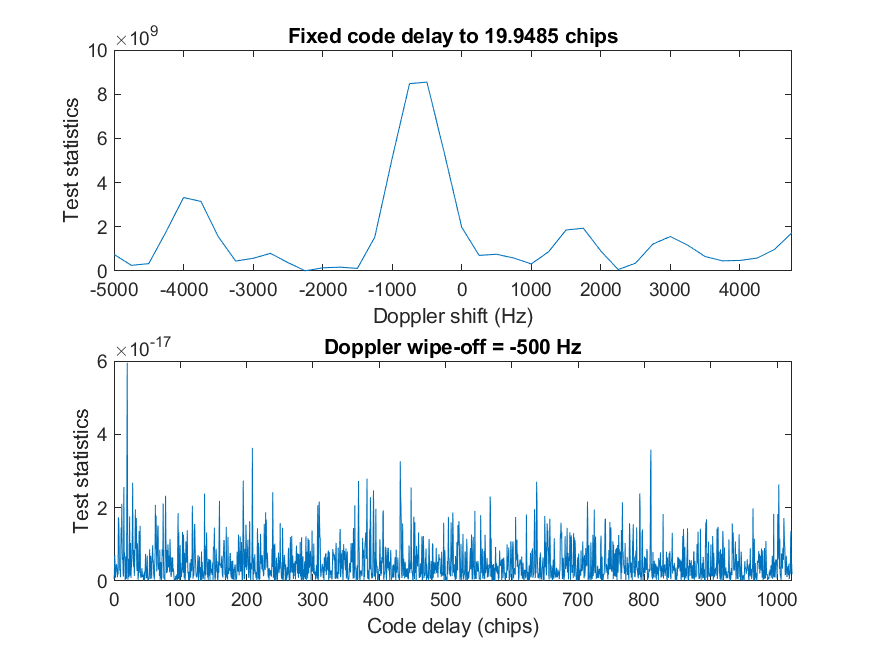 ×10^9
Fixed code delay to 19.9485 chips
10
8
6
4
2
0
Test statistics
-5000 -4000 -3000 -2000 -1000 0 1000 2000 3000 4000
Doppler shift (Hz)
×10^-17
Doppler wipe-off = -500 Hz
6
4
2
0
Test statistics
0 100 200 300 400 500 600 700 800 900 1000
Code delay (chips)